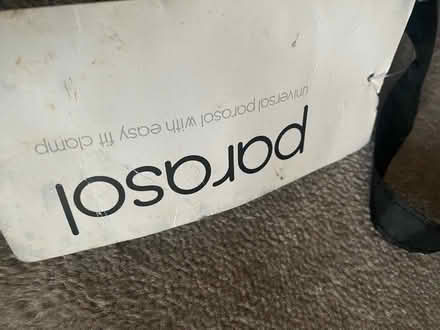 parasol
universal parasol with easy fit clamp